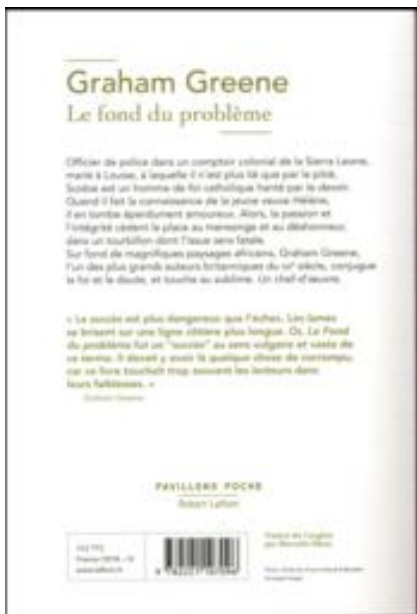 Graham Greene
Le fond du problème
Officier de police dans un comptoir colonial de la Sierra Leone,
marié à Louise, à laquelle il n'est plus lié que par la pitié,
Scobie est un homme de foi catholique hanté par le devoir.
Quand il fait la connaissance de la jeune veuve Hélène,
il en tombe éperdument amoureux. Alors, la passion et
l'intégrité cèdent la place au mensonge et au déshonneur,
dans un tourbillon dont l'issue sera fatale.
Sur fond de magnifiques paysages africains, Graham Greene,
l'un des plus grands auteurs britanniques du XXe siècle, conjugue
la foi et le doute, et touche au sublime. Un chef-d'œuvre.
« Le succès est plus dangereux que l'échec. Les lames
se brisent sur une ligne côtière plus longue. Or, Le Fond
du problème fut un "succès" au sens vulgaire et vaste de
ce terme. Il devait y avoir là quelque chose de corrompu,
car ce livre touchait trop souvent les lecteurs dans
leurs faiblesses. »
Graham Greene
PAVILLONS POCHE
Robert Laffont
Traduit de l'anglais
par Marcelle Sibon